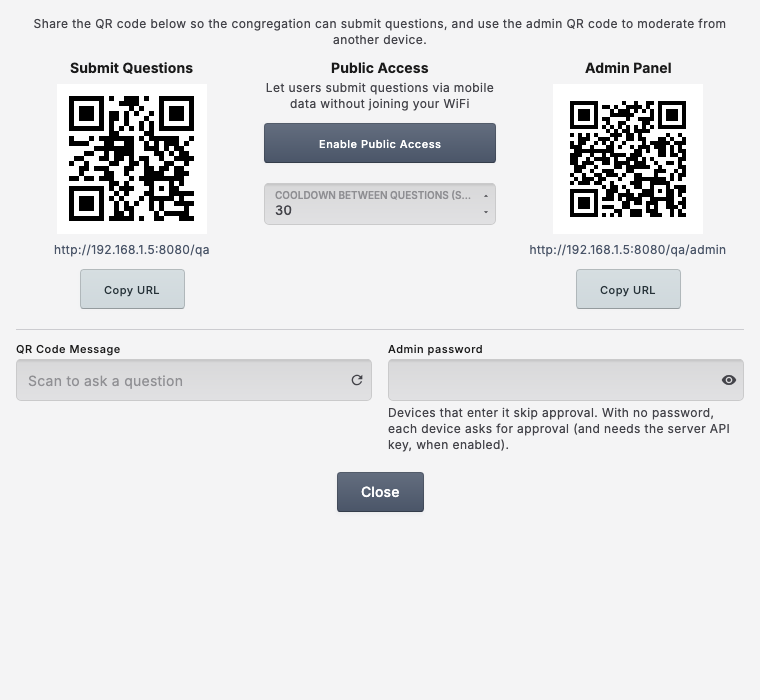 Share the QR code below so the congregation can submit questions, and use the admin QR code to moderate from
another device.
Submit Questions
http://192.168.1.5:8080/qa
Copy URL
Public Access
Let users submit questions via mobile
data without joining your WiFi
Enable Public Access
COOLDOWN BETWEEN QUESTIONS (S...
30
Admin Panel
http://192.168.1.5:8080/qa/admin
Copy URL
QR Code Message
Scan to ask a question
Admin password
Devices that enter it skip approval. With no password,
each device asks for approval (and needs the server API
key, when enabled).
Close